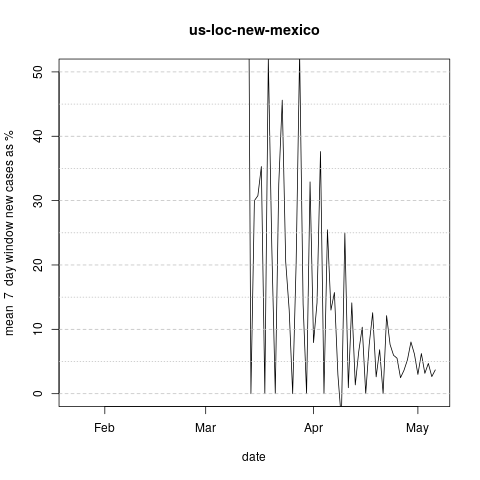 us-loc-new-mexico
mean  7  day window new cases as %
50
40
30
20
10
0
Feb
Mar
Apr
May
date